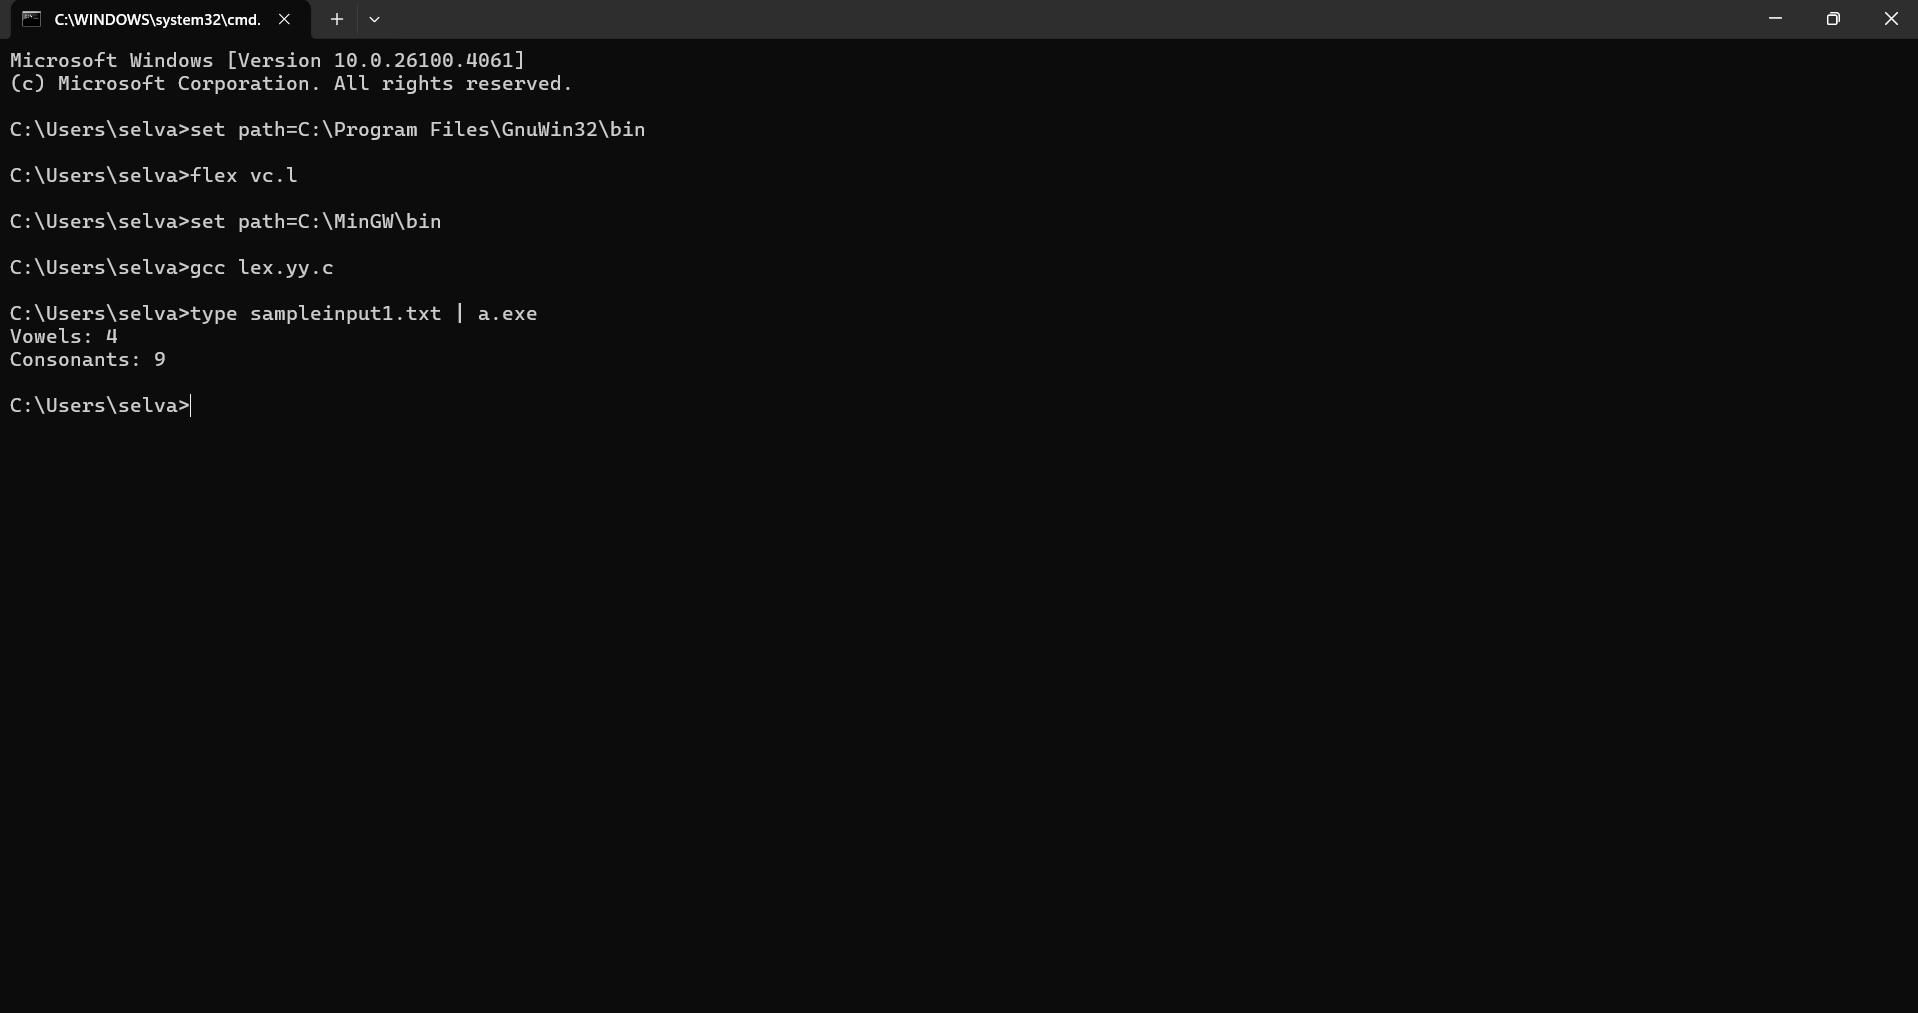 C:\WINDOWS\system32\cmd.
Microsoft Windows [Version 10.0.26100.4061]
(c) Microsoft Corporation. All rights reserved.
C:\Users\selva>set path=C:\Program Files\GnuWin32\bin
C:\Users\selva>flex vc.l
C:\Users\selva>set path=C:\MinGW\bin
C:\Users\selva>gcc lex.yy.c
C:\Users\selva>type sampleinput1.txt | a.exe
Vowels: 4
Consonants: 9
C:\Users\selva>